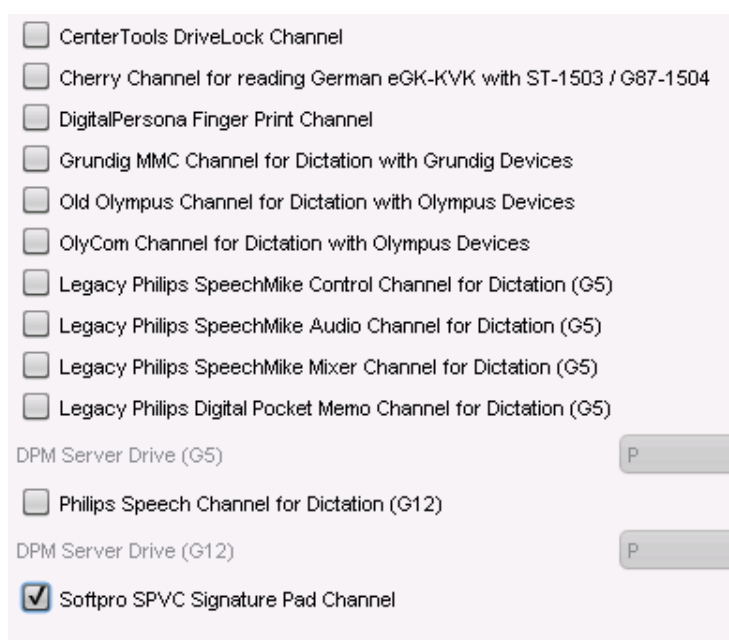 CenterTools DriveLock Channel
Cherry Channel for reading German eGK-KVK with ST-1503 / G87-1504
DigitalPersona Finger Print Channel
Grundig MMC Channel for Dictation with Grundig Devices
Old Olympus Channel for Dictation with Olympus Devices
OlyCom Channel for Dictation with Olympus Devices
Legacy Philips SpeechMike Control Channel for Dictation (G5)
Legacy Philips SpeechMike Audio Channel for Dictation (G5)
Legacy Philips SpeechMike Mixer Channel for Dictation (G5)
Legacy Philips Digital Pocket Memo Channel for Dictation (G5)
DPM Server Drive (G5) P
Philips Speech Channel for Dictation (G12)
DPM Server Drive (G12) P
Softpro SPVC Signature Pad Channel